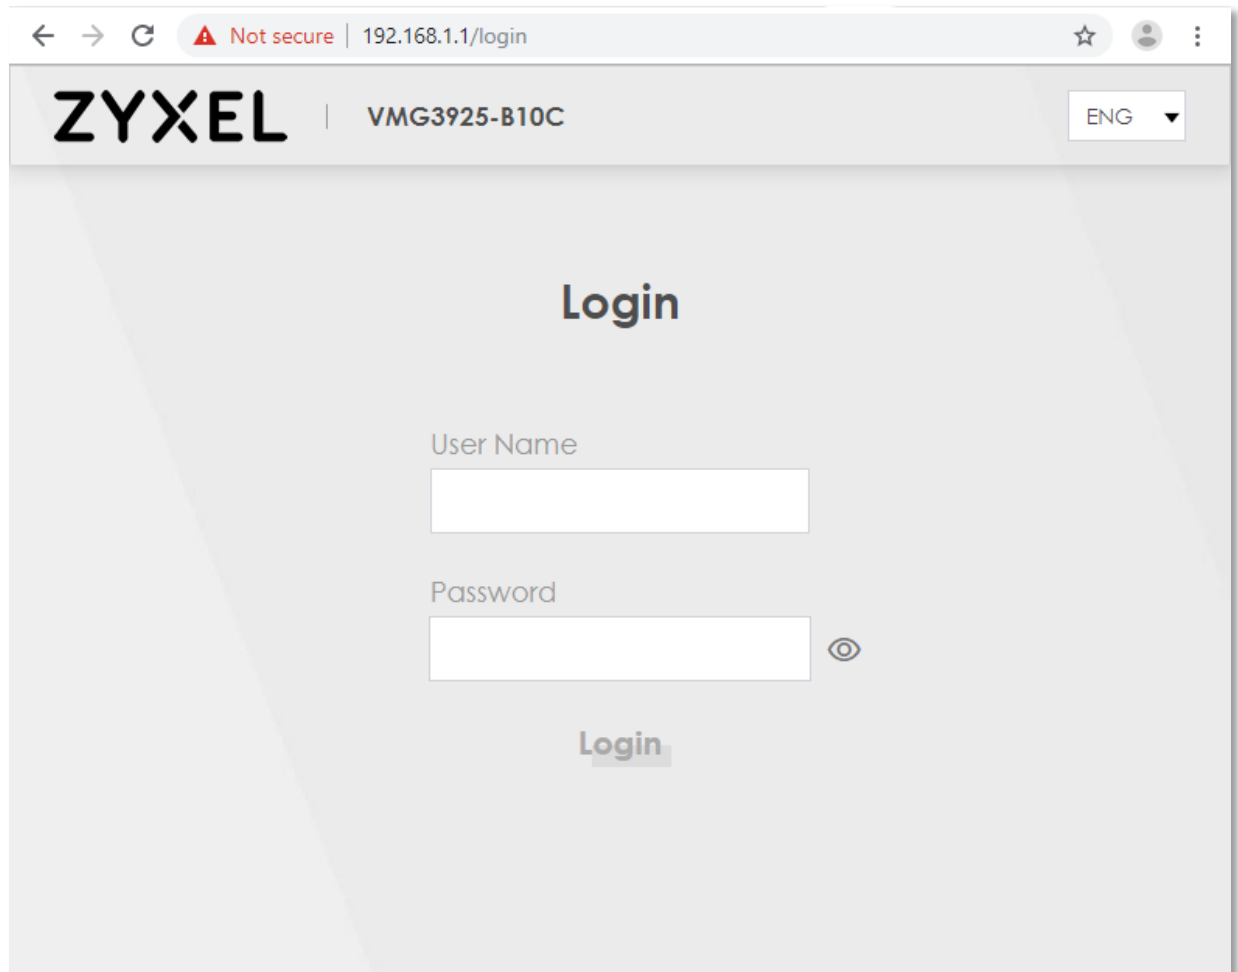 Not secure | 192.168.1.1/login
ZYXEL | VMG3925-B10C ENG
Login
User Name
Password
Login